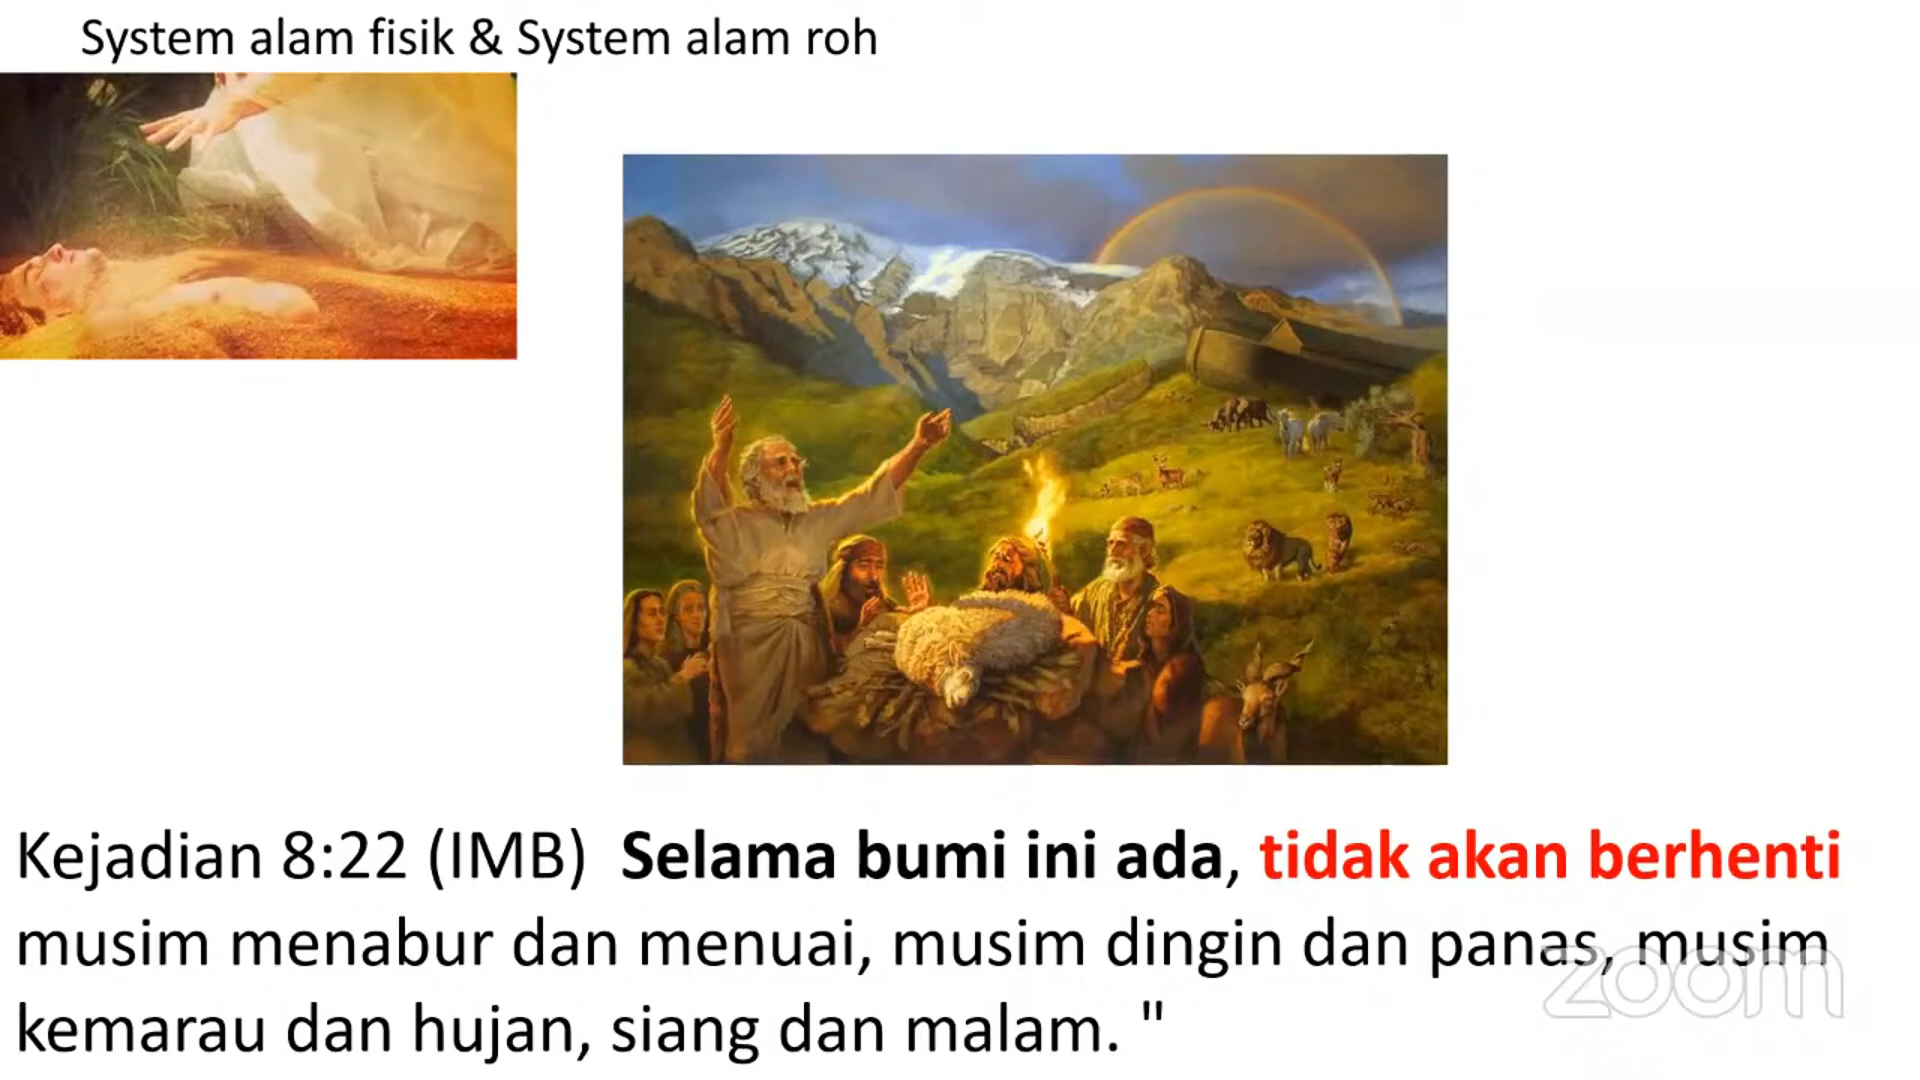 System alam fisik & System alam roh
Kejadian 8:22 (IMB)  Selama bumi ini ada, tidak akan berhenti
musim menabur dan menuai, musim dingin dan panas, musim
kemarau dan hujan, siang dan malam. "
zoom